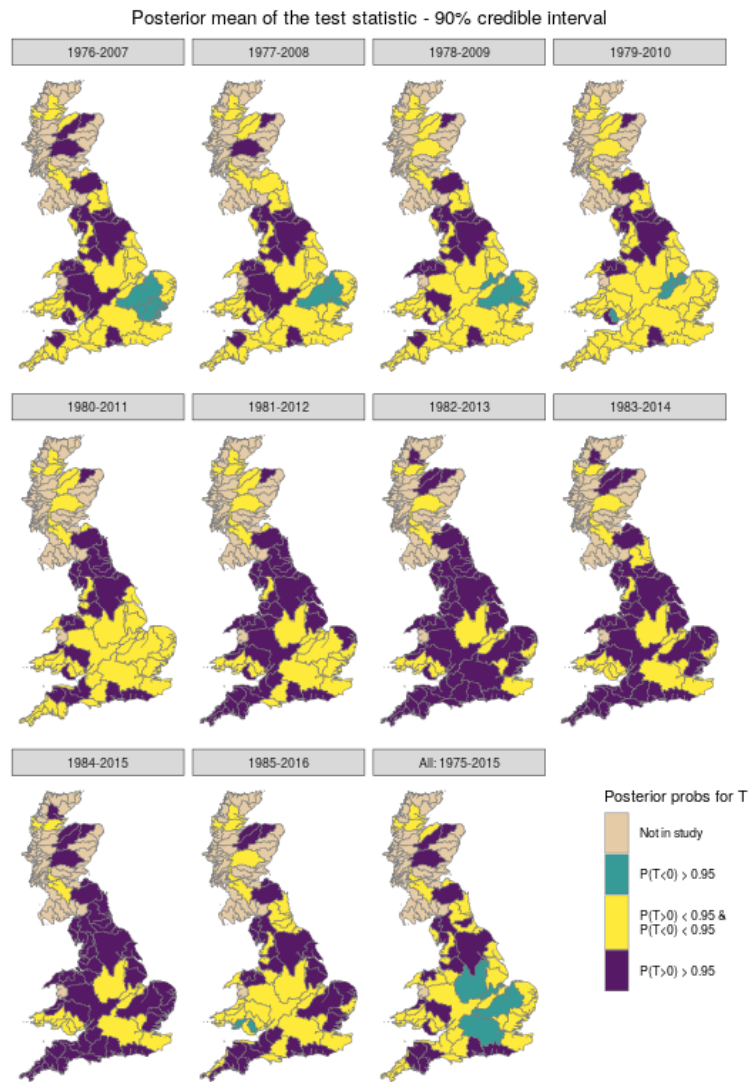 Posterior mean of the test statistic - 90% credible interval
1976-2007
1977-2008
1978-2009
1979-2010
1980-2011
1981-2012
1982-2013
1983-2014
1984-2015
1985-2016
All: 1975-2015
Posterior probs for T
Not in study
P(T<0) > 0.95
P(T>0) < 0.95 &
P(T<0) < 0.95
P(T>0) > 0.95